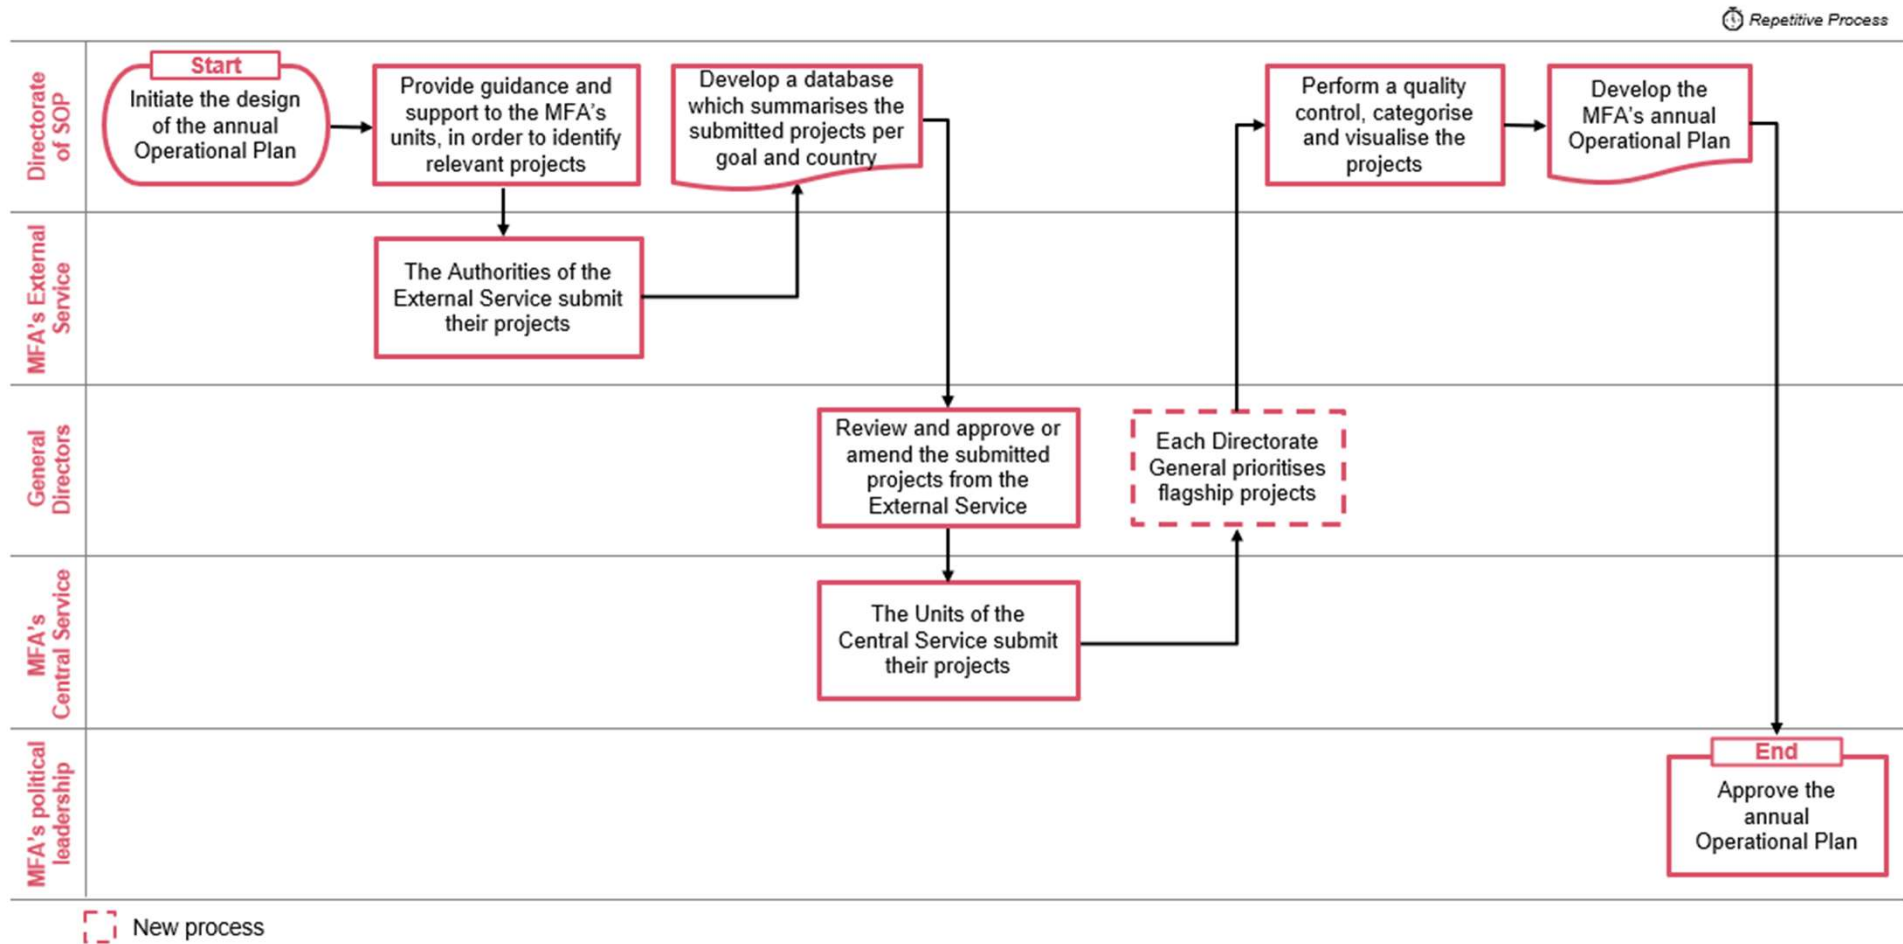 Repetitive Process
Directorate
of SOP
Start
Initiate the design
of the annual
Operational Plan
Provide guidance and
support to the MFA’s
units, in order to identify
relevant projects
Develop a database
which summarises the
submitted projects per
goal and country
Perform a quality
control, categorise
and visualise the
projects
Develop the
MFA’s annual
Operational Plan
MFA's External
Service
The Authorities of the
External Service submit
their projects
General
Directors
Review and approve or
amend the submitted
projects from the
External Service
Each Directorate
General prioritises
flagship projects
MFA's
Central Service
The Units of the
Central Service submit
their projects
MFA's political
leadership
End
Approve the
annual
Operational Plan
New process